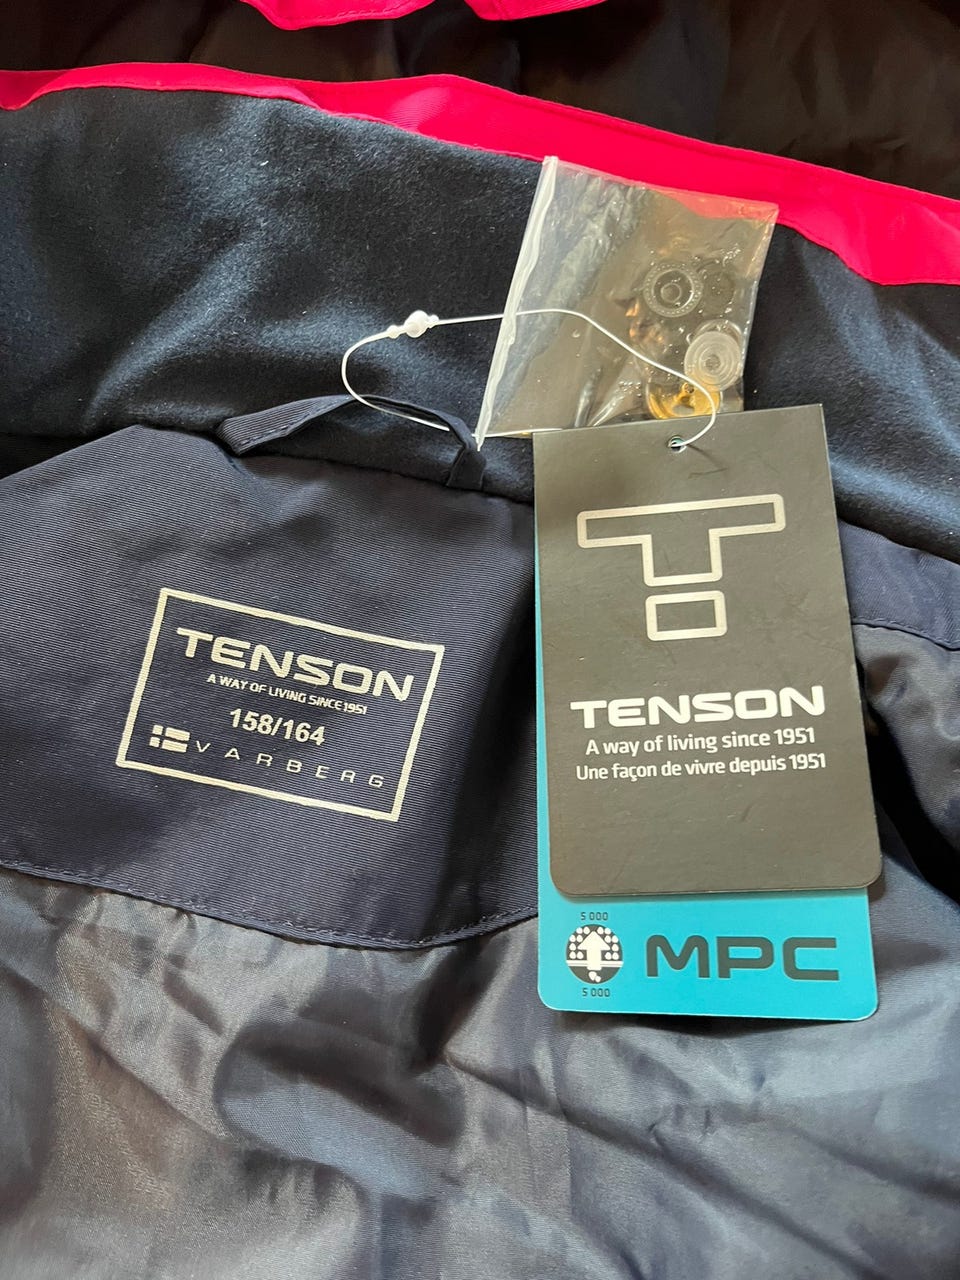 TENSON
A WAY OF LIVING SINCE 1951
158/164
VARBERG
TENSON
A way of living since 1951
Une façon de vivre depuis 1951
5 000
MPC
5 000